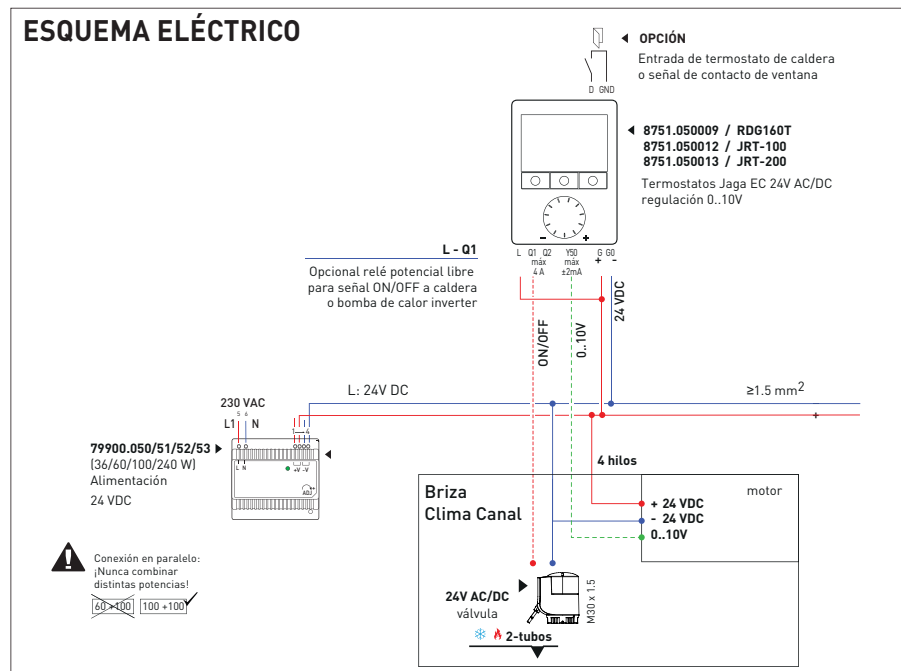 ESQUEMA ELÉCTRICO
OPCIÓN
Entrada de termostato de caldera
o señal de contacto de ventana
D GND
8751.050009 / RDG160T
8751.050012 / JRT-100
8751.050013 / JRT-200
Termostatos Jaga EC 24V AC/DC
regulación 0..10V
- +
L Q1 Q2 Y50 G G0
máx
4 A
máx
±2mA
+ -
L - Q1
Opcional relé potencial libre
para señal ON/OFF a caldera
o bomba de calor inverter
ON/OFF
0..10V
24 VDC
L: 24V DC
≥1.5 mm2
-
+
230 VAC
5 6
L1 N
1 4
79900.050/51/52/53
(36/60/100/240 W)
Alimentación
24 VDC
L N
+V -V
ADJ
4 hilos
Briza
Clima Canal
motor
+ 24 VDC
- 24 VDC
0..10V
Conexión en paralelo:
¡Nunca combinar
distintas potencias!
60 +100
100 +100
24V AC/DC
válvula
M30 x 1.5
2-tubos